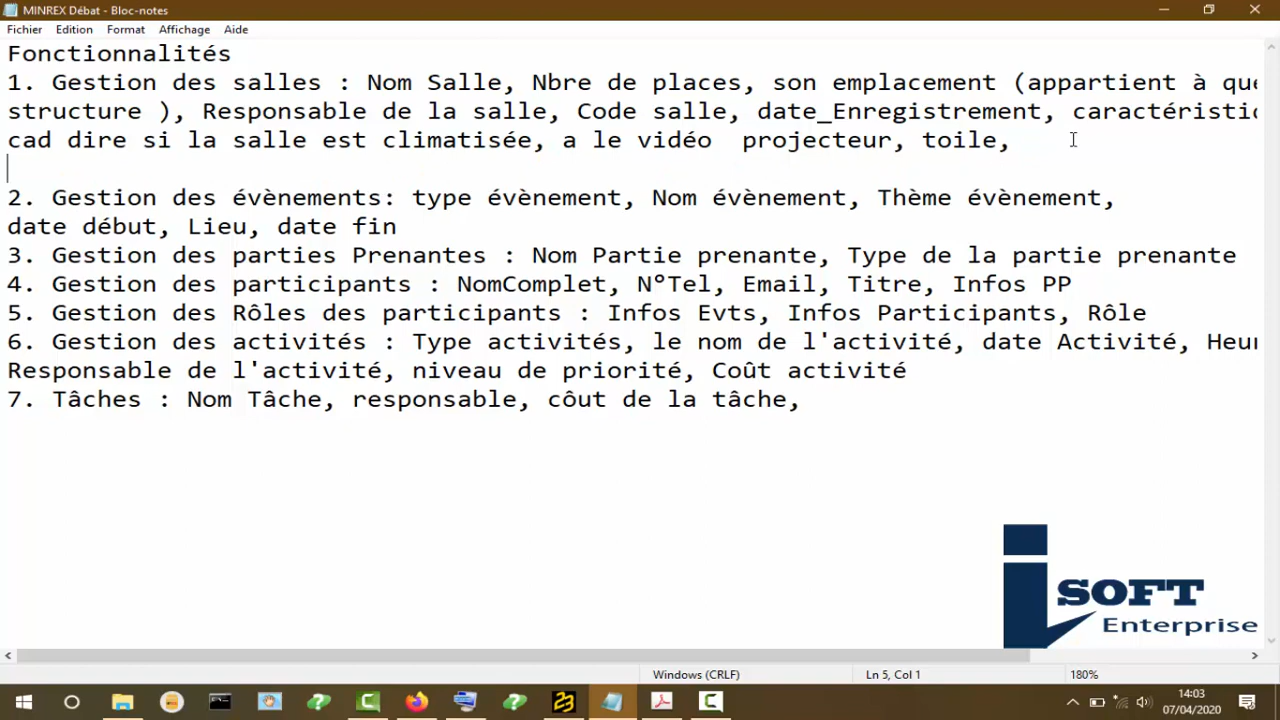 MINREX Débat - Bloc-notes
Fichier Edition Format Affichage Aide
Fonctionnalités
1. Gestion des salles : Nom Salle, Nbre de places, son emplacement (appartient à que
structure ), Responsable de la salle, Code salle, date_Enregistrement, caractéristic
cad dire si la salle est climatisée, a le vidéo projecteur, toile,
2. Gestion des évènements: type évènement, Nom évènement, Thème évènement,
date début, Lieu, date fin
3. Gestion des parties Prenantes : Nom Partie prenante, Type de la partie prenante
4. Gestion des participants : NomComplet, N°Tel, Email, Titre, Infos PP
5. Gestion des Rôles des participants : Infos Evts, Infos Participants, Rôle
6. Gestion des activités : Type activités, le nom de l'activité, date Activité, Heur
Responsable de l'activité, niveau de priorité, Coût activité
7. Tâches : Nom Tâche, responsable, côut de la tâche,
iSOFT
Enterprise
Windows (CRLF) Ln 5, Col 1 180%
14:03
07/04/2020